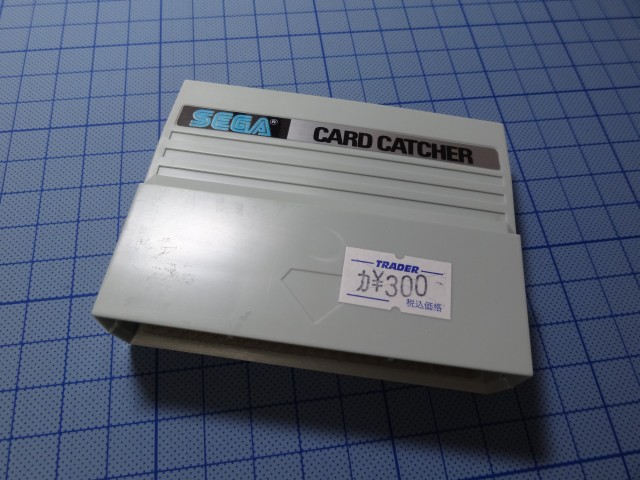 SEGA® CARD CATCHER
TRADER
カ¥300
税込価格